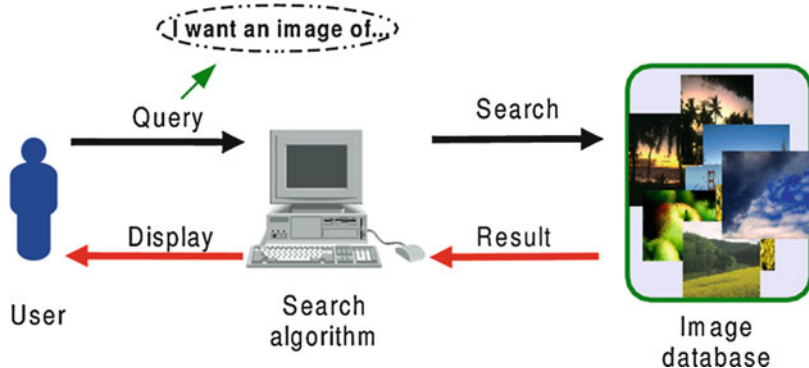 I want an image of...
Query
Search
Display
Result
User
Search
algorithm
Image
database